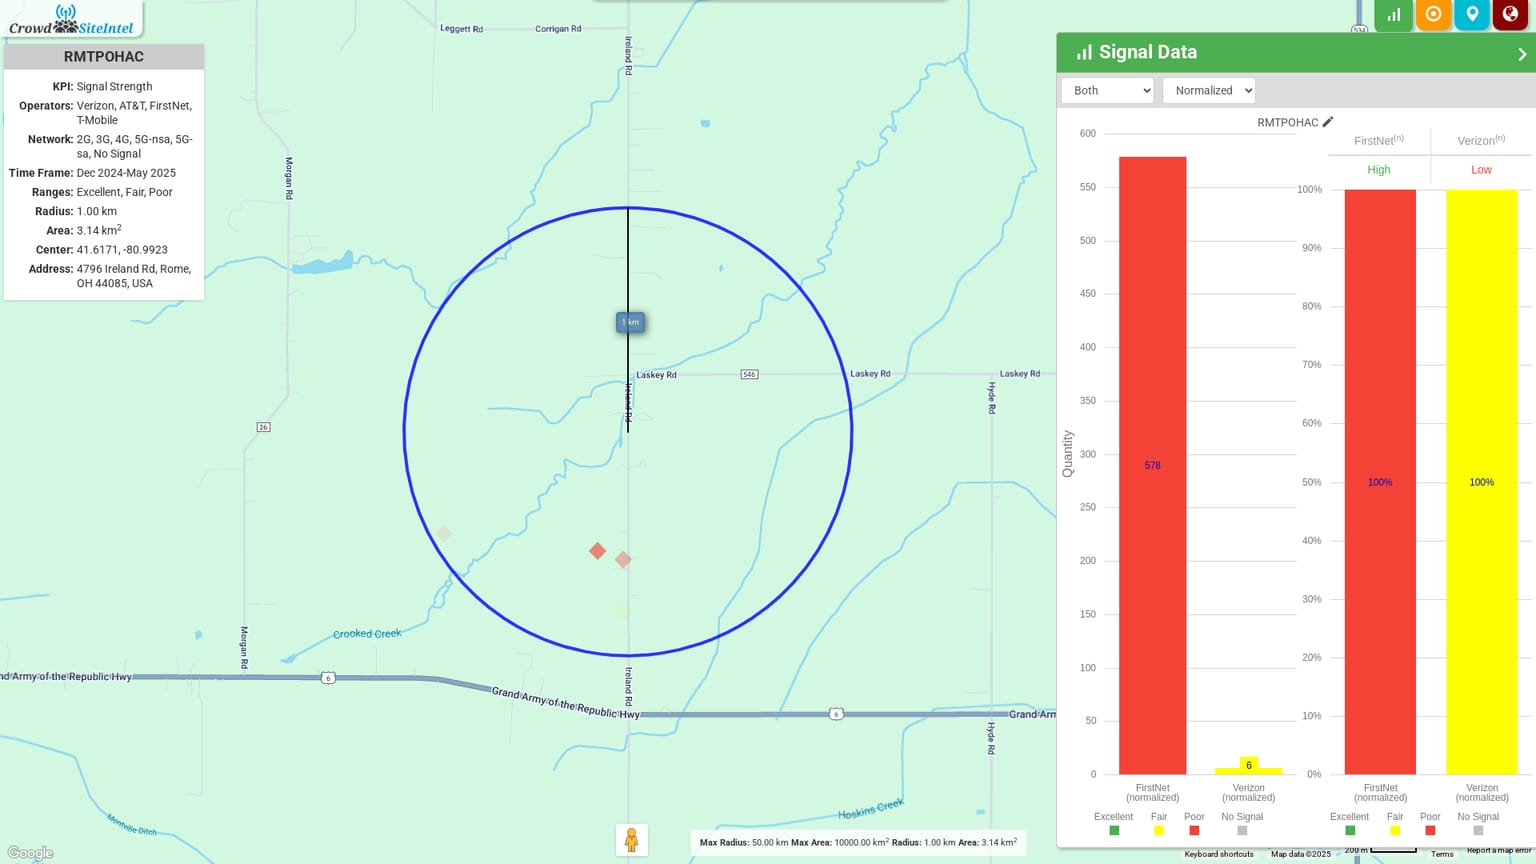 Crowd SiteIntel
RMTPOHAC
KPI: Signal Strength
Operators: Verizon, AT&T, FirstNet,
T-Mobile
Network: 2G, 3G, 4G, 5G-nsa, 5G-
sa, No Signal
Time Frame: Dec 2024-May 2025
Ranges: Excellent, Fair, Poor
Radius: 1.00 km
Area: 3.14 km²
Center: 41.6171, -80.9923
Address: 4796 Ireland Rd, Rome,
OH 44085, USA
Leggett Rd
Corrigan Rd
Ireland Rd
534
Morgan Rd
1 km
Laskey Rd
546
Laskey Rd
Laskey Rd
Ireland Rd
Hyde Rd
26
Crooked Creek
Morgan Rd
nd Army of the Republic Hwy
6
Grand Army of the Republic Hwy
Ireland Rd
6
Grand Arm
Hyde Rd
Hoskins Creek
Montville Ditch
Google
Max Radius: 50.00 km Max Area: 10000.00 km² Radius: 1.00 km Area: 3.14 km²
Signal Data
Both
Normalized
RMTPOHAC
Quantity
600
550
500
450
400
350
300
250
200
150
100
50
0
578
6
FirstNet
(normalized)
Verizon
(normalized)
Excellent
Fair
Poor
No Signal
FirstNet(n)
Verizon(n)
High
Low
100%
90%
80%
70%
60%
50%
40%
30%
20%
10%
0%
100%
100%
FirstNet
(normalized)
Verizon
(normalized)
Excellent
Fair
Poor
No Signal
Keyboard shortcuts
Map data ©2025
200 m
Terms
Report a map error